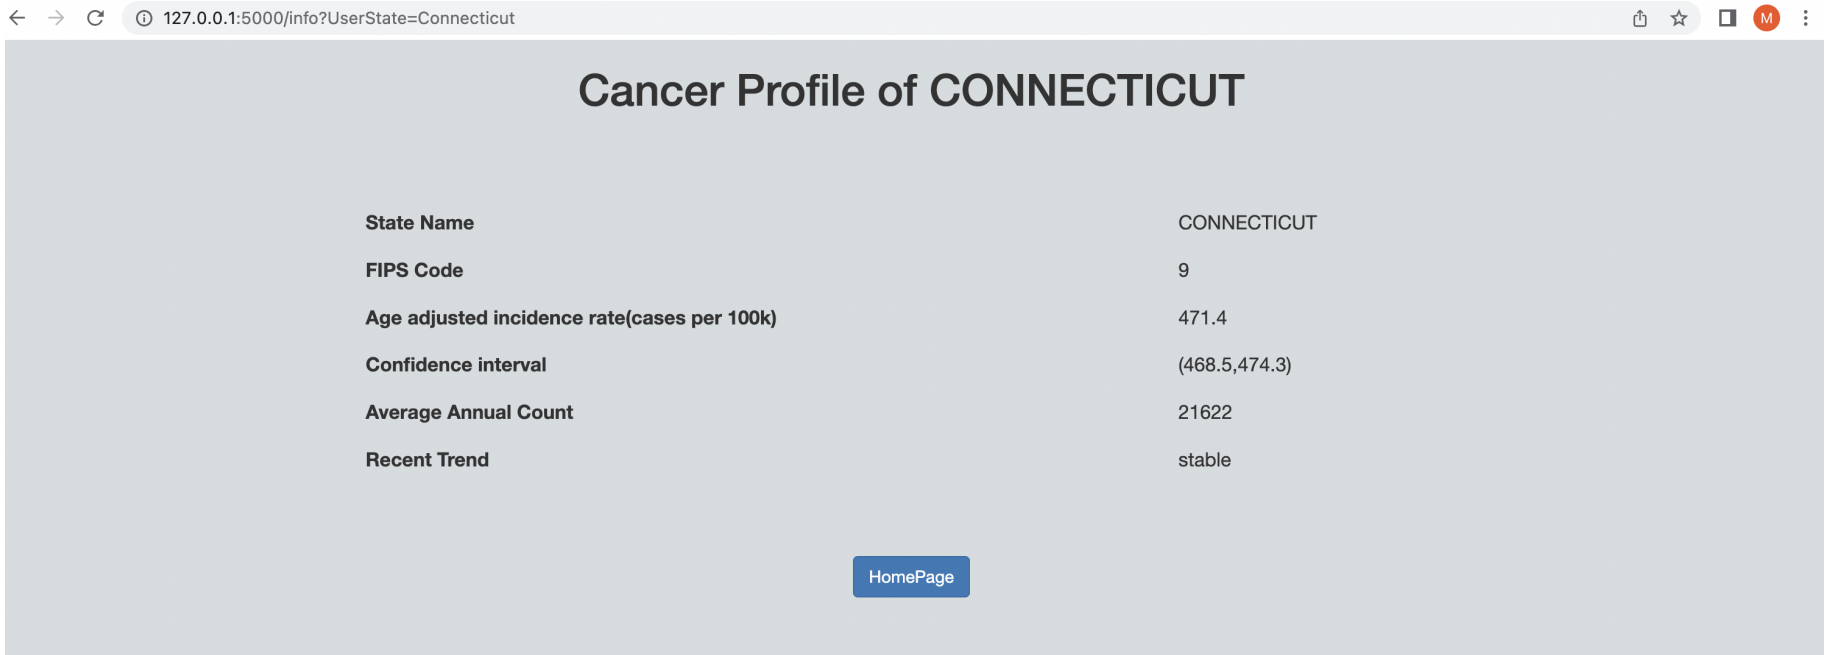 127.0.0.1:5000/info?UserState=Connecticut
M
Cancer Profile of CONNECTICUT
State Name CONNECTICUT
FIPS Code 9
Age adjusted incidence rate(cases per 100k) 471.4
Confidence interval (468.5,474.3)
Average Annual Count 21622
Recent Trend stable
HomePage